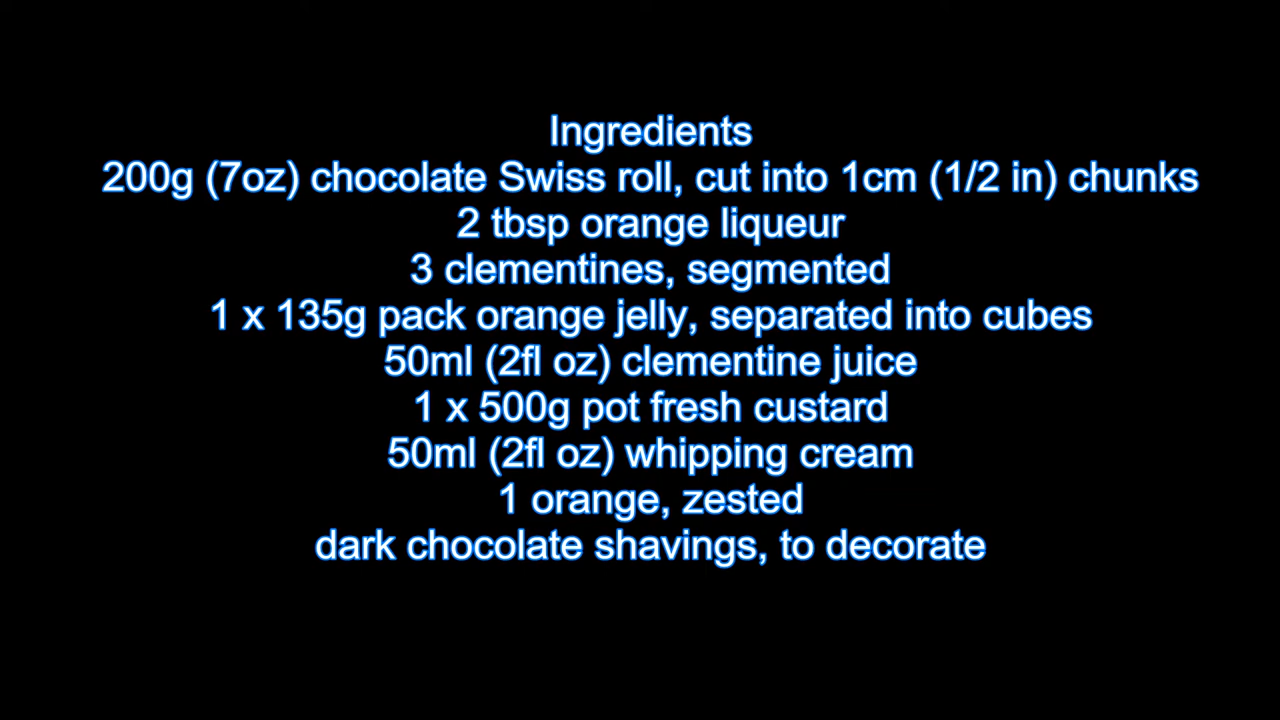 Ingredients
200g (7oz) chocolate Swiss roll, cut into 1cm (1/2 in) chunks
2 tbsp orange liqueur
3 clementines, segmented
1 x 135g pack orange jelly, separated into cubes
50ml (2fl oz) clementine juice
1 x 500g pot fresh custard
50ml (2fl oz) whipping cream
1 orange, zested
dark chocolate shavings, to decorate